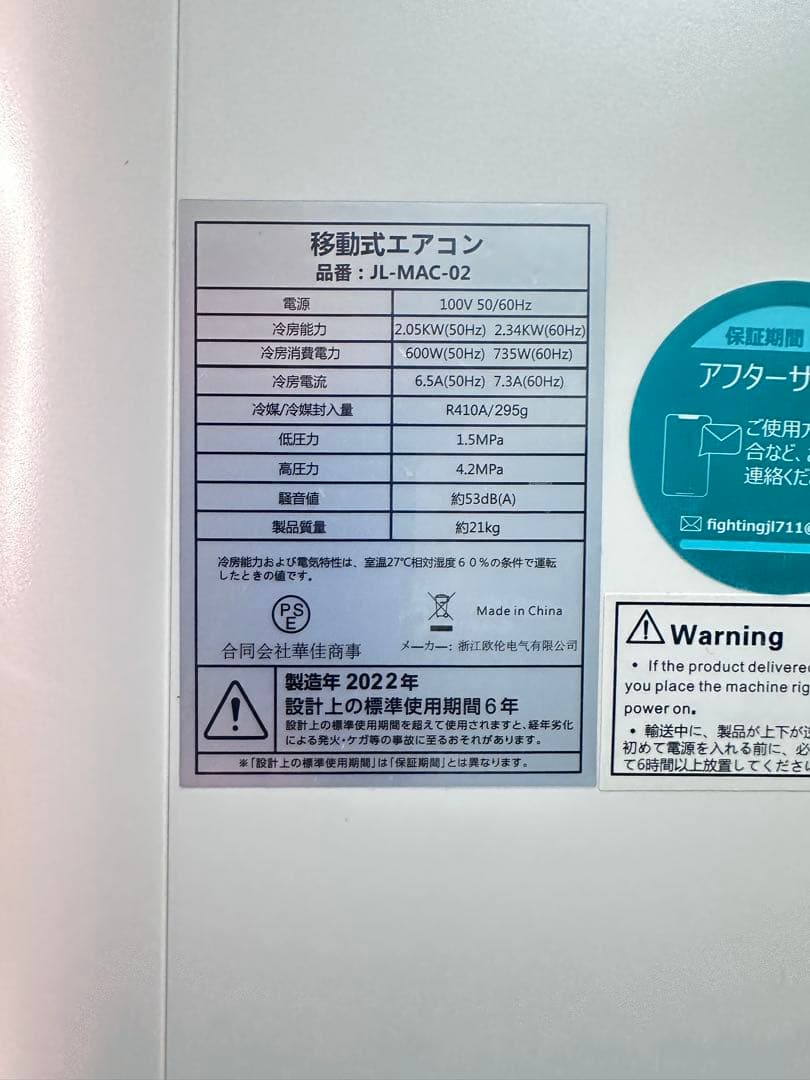 移動式エアコン
品番：JL-MAC-02
電源 100V 50/60Hz
冷房能力 2.05KW(50Hz) 2.34KW(60Hz)
冷房消費電力 600W(50Hz) 735W(60Hz)
冷房電流 6.5A(50Hz) 7.3A(60Hz)
冷媒/冷媒封入量 R410A/295g
低圧力 1.5MPa
高圧力 4.2MPa
騒音値 約53dB(A)
製品質量 約21kg
冷房能力および電気特性は、室温27℃相対湿度６０％の条件で運転
したときの値です。
PSE
Made in China
合同会社華佳商事
メーカー: 浙江欧伦电气有限公司
製造年 2022年
設計上の標準使用期間６年
設計上の標準使用期間を超えて使用されますと、経年劣化
による発火・ケガ等の事故に至るおそれがあります。
※「設計上の標準使用期間」は「保証期間」とは異なります。
保証期間
アフターサ
ご使用方
合など、
連絡くだ
fightingjl711@
Warning
• If the product delivered
you place the machine rig
power on.
• 輸送中に、製品が上下が逆
初めて電源を入れる前に、必
て6時間以上放置してください